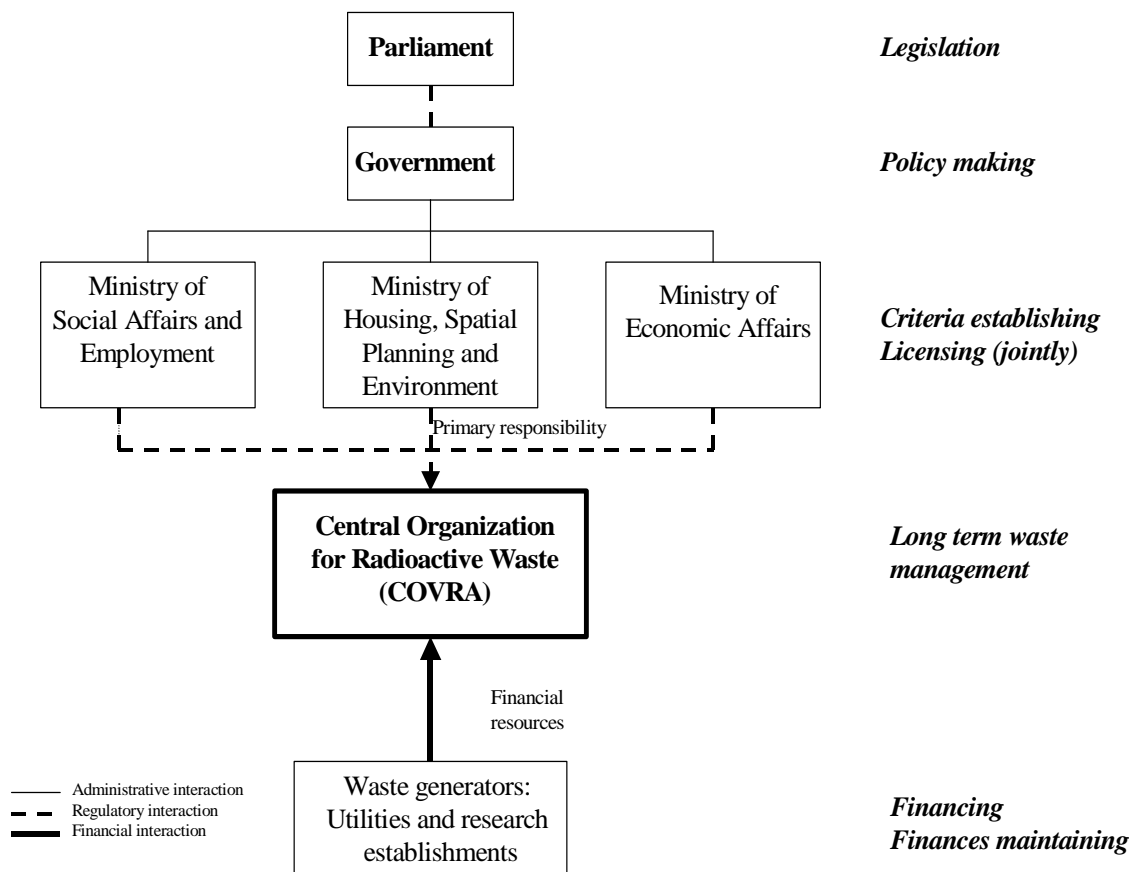 Parliament
Legislation
Government
Policy making
Ministry of
Social Affairs and
Employment
Ministry of
Housing, Spatial
Planning and
Environment
Ministry of
Economic Affairs
Criteria establishing
Licensing (jointly)
Primary responsibility
Central Organization
for Radioactive Waste
(COVRA)
Long term waste
management
Financial
resources
Waste generators:
Utilities and research
establishments
Financing
Finances maintaining
Administrative interaction
Regulatory interaction
Financial interaction